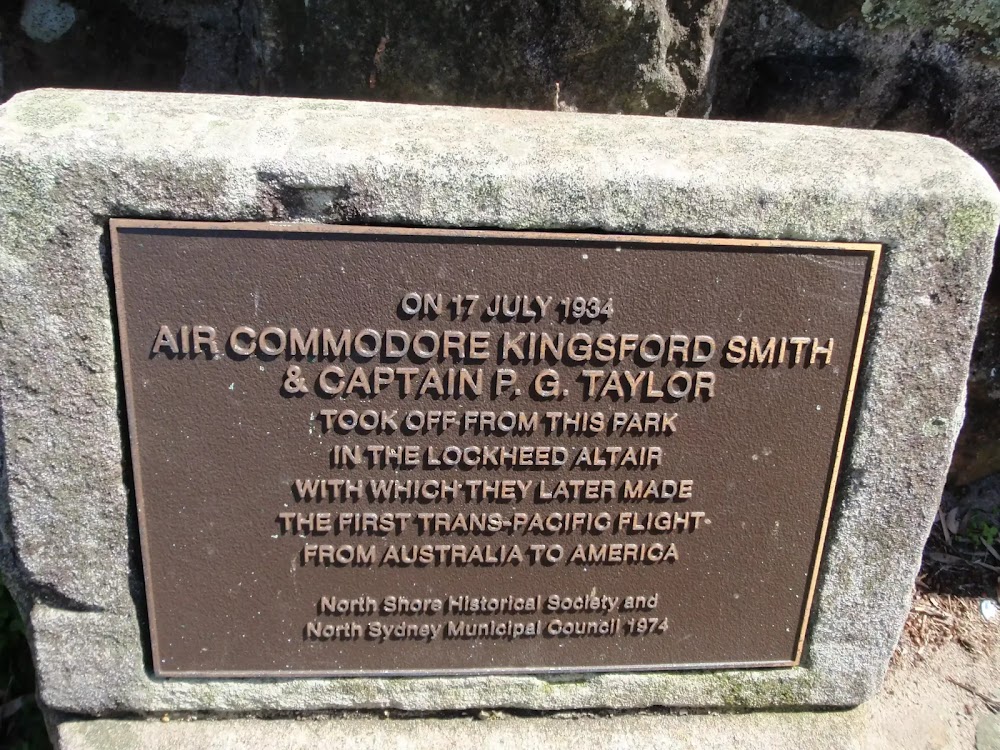 ON 17 JULY 1934
AIR COMMODORE KINGSFORD SMITH
& CAPTAIN P. G. TAYLOR
TOOK OFF FROM THIS PARK
IN THE LOCKHEED ALTAIR
WITH WHICH THEY LATER MADE
THE FIRST TRANS-PACIFIC FLIGHT
FROM AUSTRALIA TO AMERICA
North Shore Historical Society and
North Sydney Municipal Council 1974